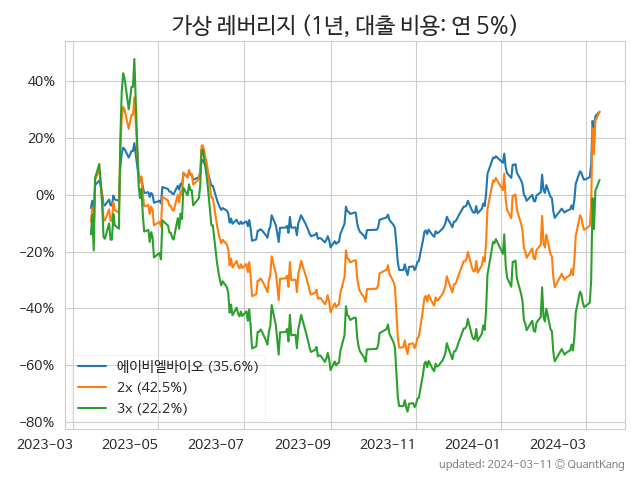 가상 레버리지 (1년, 대출 비용: 연 5%)
40%
20%
0%
−20%
−40%
−60%
−80%
에이비엘바이오 (35.6%)
2x (42.5%)
3x (22.2%)
2023-03 2023-05 2023-07 2023-09 2023-11 2024-01 2024-03
updated: 2024-03-11 © QuantKang